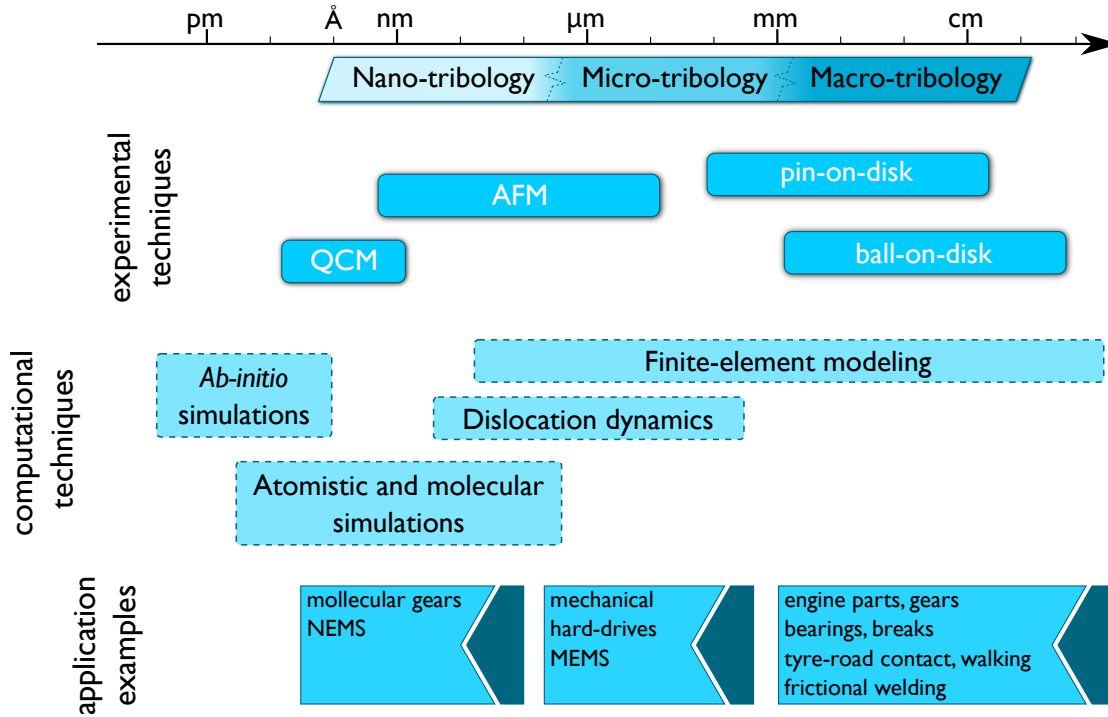 pm Å nm μm mm cm
Nano-tribology Micro-tribology Macro-tribology
experimental
techniques
pin-on-disk
AFM
QCM
ball-on-disk
computational
techniques
Ab-initio
simulations
Finite-element modeling
Dislocation dynamics
Atomistic and molecular
simulations
application
examples
mollecular gears
NEMS
mechanical
hard-drives
MEMS
engine parts, gears
bearings, breaks
tyre-road contact, walking
frictional welding